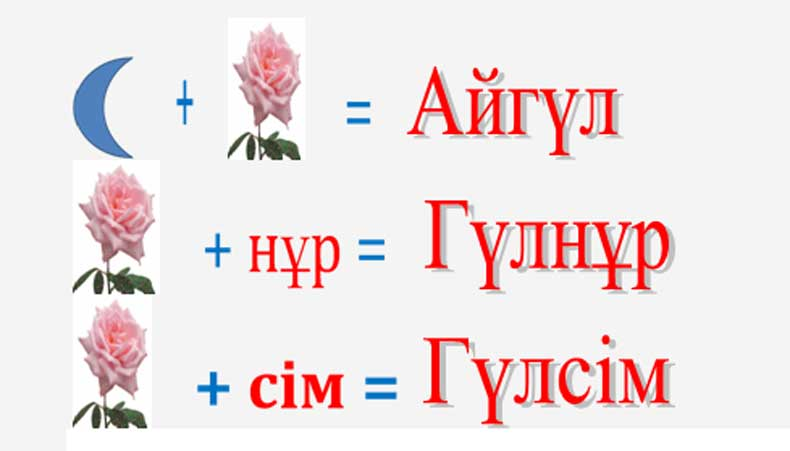 + = Айгүл
+ нұр = Гүлнұр
+ сім = Гүлсім